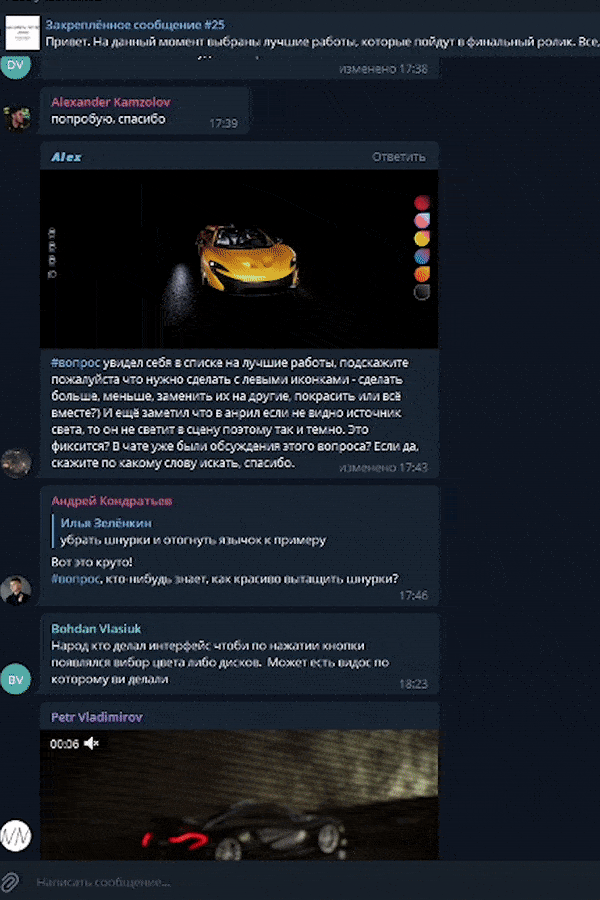 Закреплённое сообщение #25
Привет. На данный момент выбраны лучшие работы, которые пойдут в финальный ролик. Все,
DV
изменено 17:38
Alexander Kamzolov
попробую, спасибо
17:39
Alex
Ответить
#вопрос увидел себя в списке на лучшие работы, подскажите
пожалуйста что нужно сделать с левыми иконками - сделать
больше, меньше, заменить их на другие, покрасить или всё
вместе?) И ещё заметил что в анрил если не видно источник
света, то он не светит в сцену поэтому так и темно. Это
фиксится? В чате уже были обсуждения этого вопроса? Если да,
скажите по какому слову искать, спасибо.
изменено 17:43
Андрей Кондратьев
Илья Зелёнкин
убрать шнурки и отогнуть язычок к примеру
Вот это круто!
#вопрос, кто-нибудь знает, как красиво вытащить шнурки?
17:46
Bohdan Vlasiuk
Народ кто делал интерфейс чтоби по нажатии кнопки
появлялся вибор цвета либо дисков. Может есть видос по
которому ви делали
BV
18:23
Petr Vladimirov
00:06
Написать сообщение...